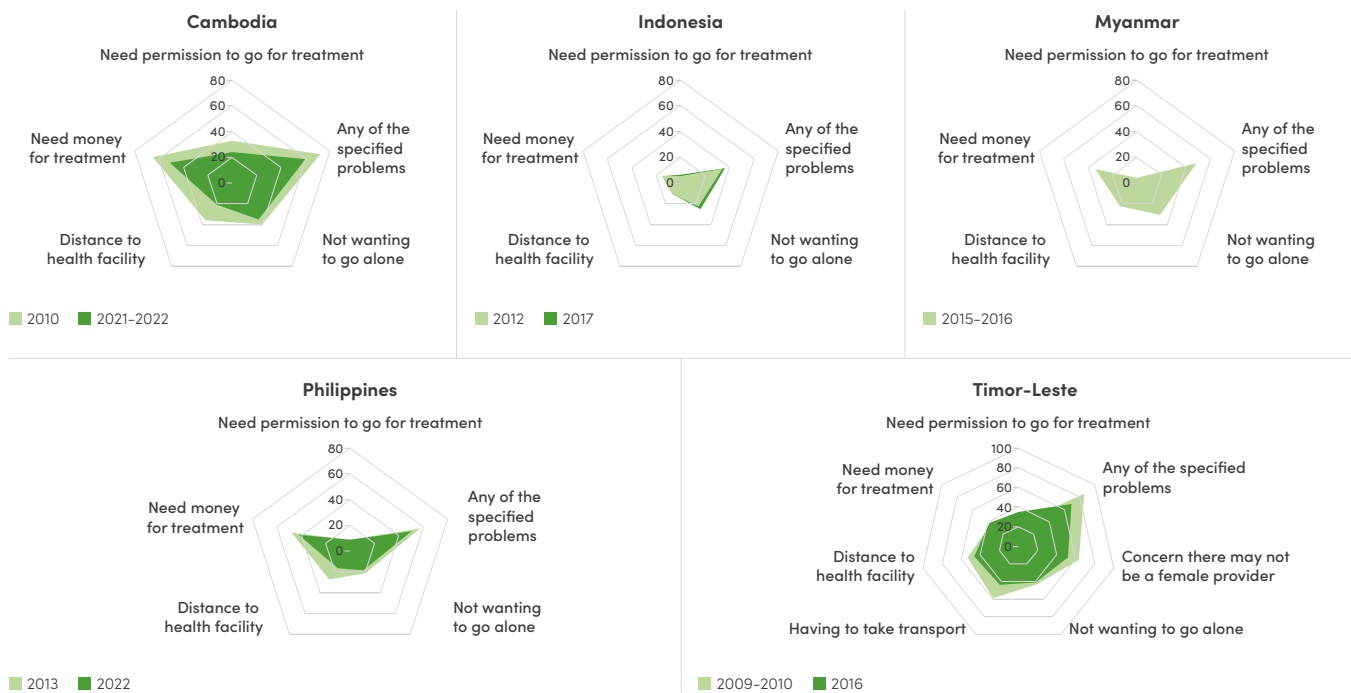 Cambodia
Need permission to go for treatment
80
60
40
20
0
Need money
for treatment
Any of the
specified
problems
Distance to
health facility
Not wanting
to go alone
2010
2021–2022
Indonesia
Need permission to go for treatment
80
60
40
20
0
Need money
for treatment
Any of the
specified
problems
Distance to
health facility
Not wanting
to go alone
2012
2017
Myanmar
Need permission to go for treatment
80
60
40
20
0
Need money
for treatment
Any of the
specified
problems
Distance to
health facility
Not wanting
to go alone
2015–2016
Philippines
Need permission to go for treatment
80
60
40
20
0
Need money
for treatment
Any of the
specified
problems
Distance to
health facility
Not wanting
to go alone
2013
2022
Timor-Leste
Need permission to go for treatment
100
80
60
40
20
0
Need money
for treatment
Any of the specified
problems
Distance to
health facility
Concern there may not
be a female provider
Having to take transport
Not wanting to go alone
2009–2010
2016